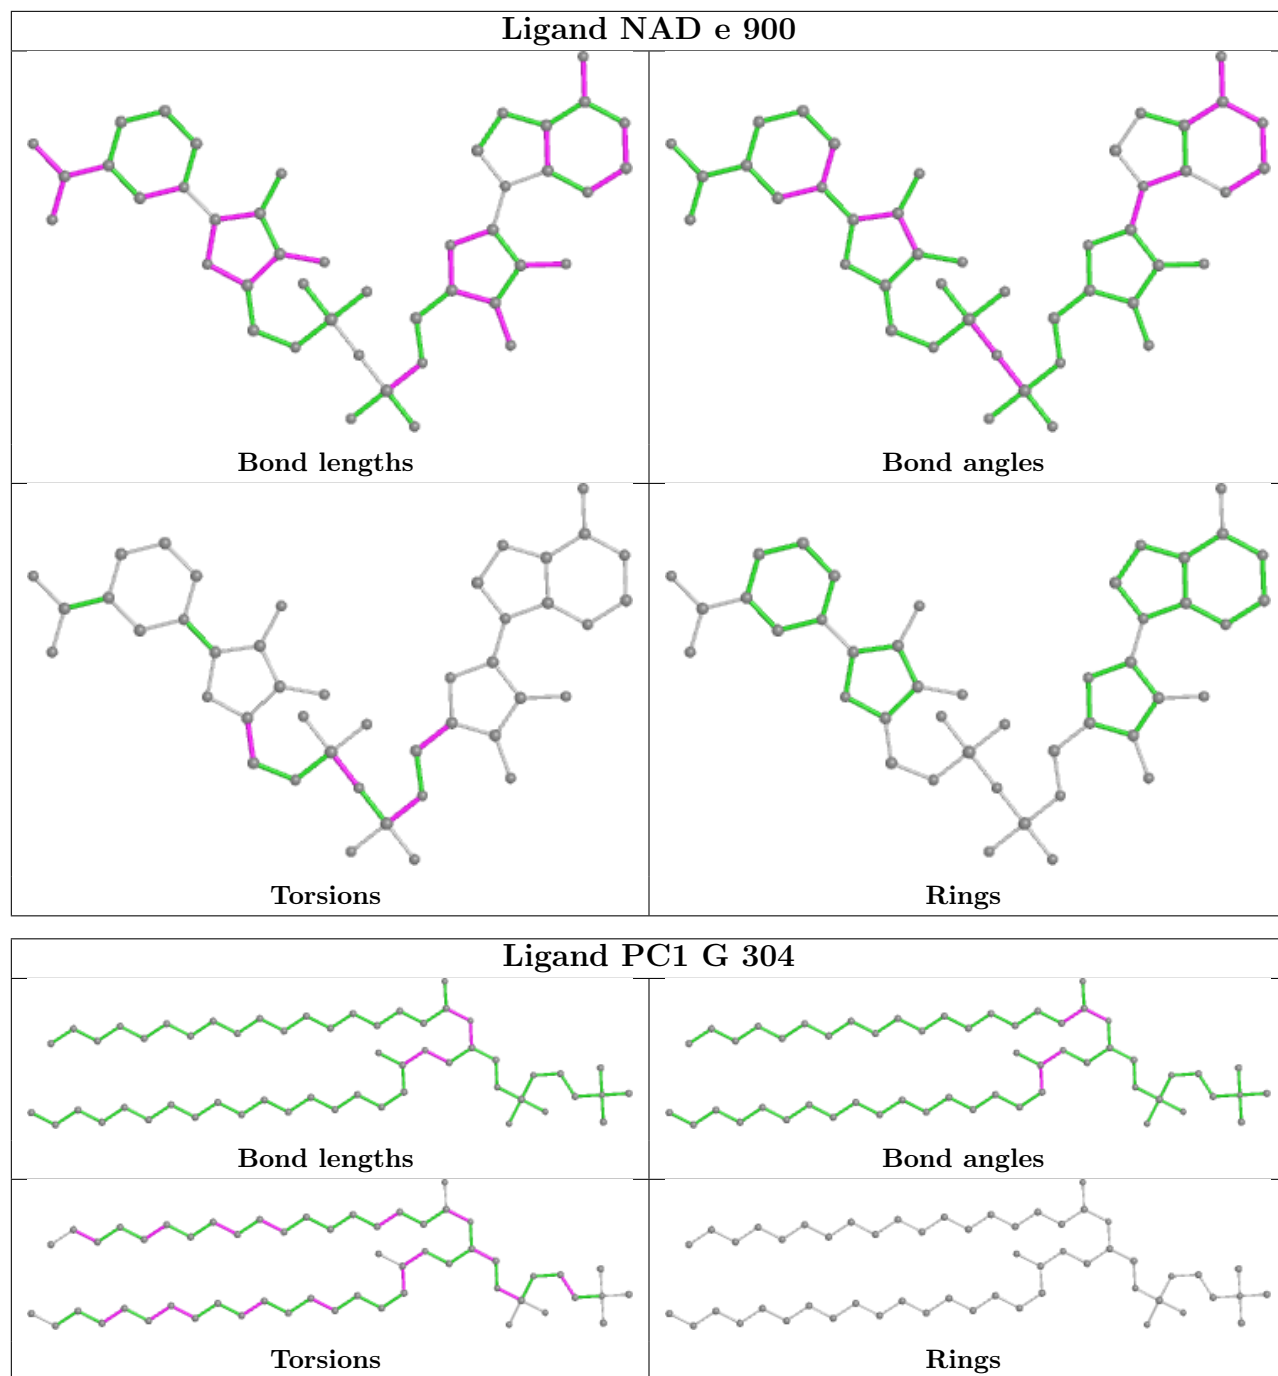 Ligand NAD e 900
Bond lengths
Bond angles
Torsions
Rings
Ligand PC1 G 304
Bond lengths
Bond angles
Torsions
Rings